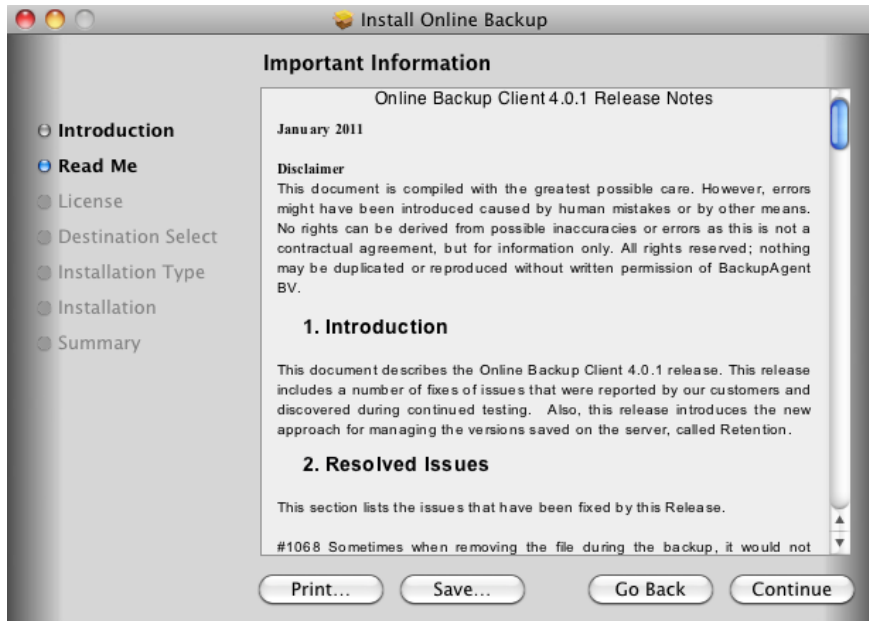 Install Online Backup
Important Information
Introduction
Read Me
License
Destination Select
Installation Type
Installation
Summary
Online Backup Client 4.0.1 Release Notes
January 2011
Disclaimer
This document is compiled with the greatest possible care. However, errors
might have been introduced caused by human mistakes or by other means.
No rights can be derived from possible inaccuracies or errors as this is not a
contractual agreement, but for information only. All rights reserved; nothing
may be duplicated or reproduced without written permission of BackupAgent
BV.
1. Introduction
This document describes the Online Backup Client 4.0.1 release. This release
includes a number of fixes of issues that were reported by our customers and
discovered during continued testing. Also, this release introduces the new
approach for managing the versions saved on the server, called Retention.
2. Resolved Issues
This section lists the issues that have been fixed by this Release.
#1068 Sometimes when removing the file during the backup, it would not
Print... Save... Go Back Continue